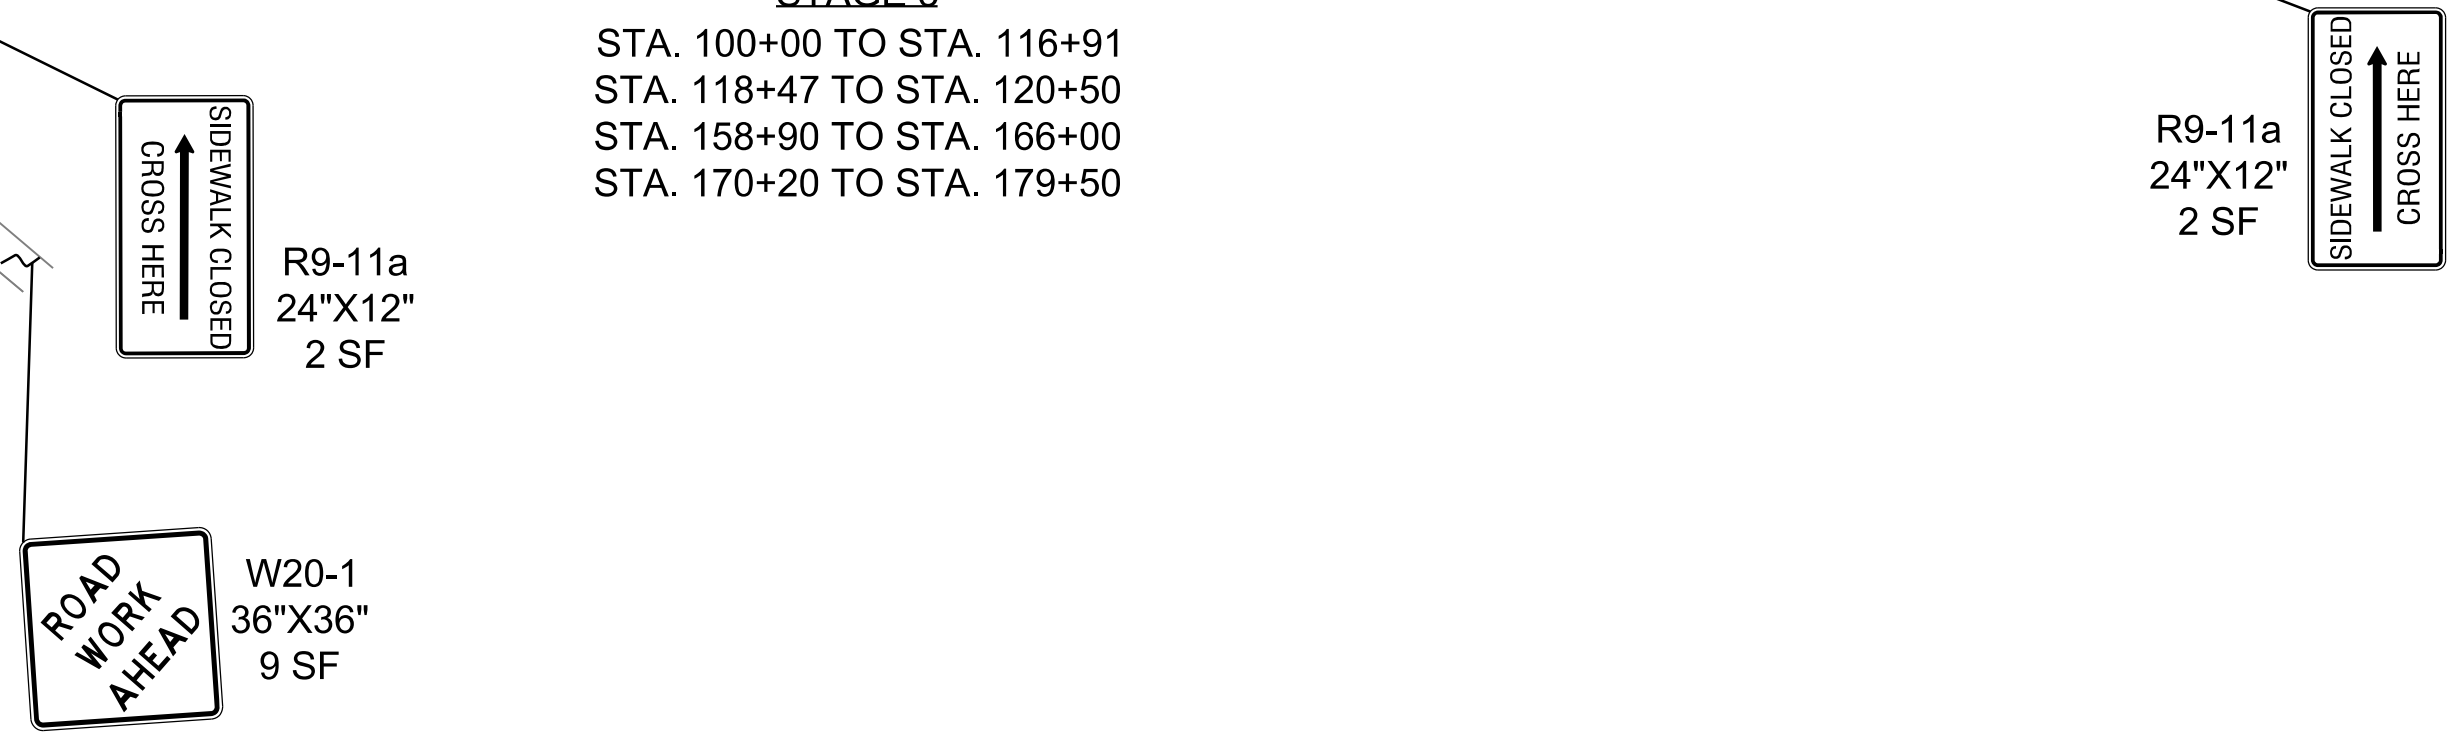 STA. 100+00 TO STA. 116+91
STA. 118+47 TO STA. 120+50
STA. 158+90 TO STA. 166+00
STA. 170+20 TO STA. 179+50
SIDEWALK CLOSED
CROSS HERE
R9-11a
24"X12"
2 SF
ROAD
WORK
AHEAD
W20-1
36"X36"
9 SF
R9-11a
24"X12"
2 SF
SIDEWALK CLOSED
CROSS HERE